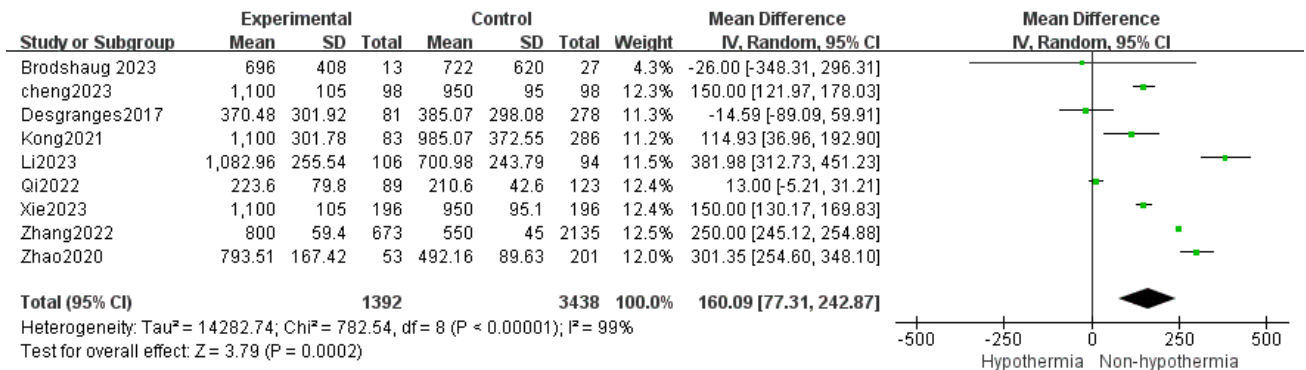 Experimental Control Mean Difference Mean Difference
Study or Subgroup Mean SD Total Mean SD Total Weight IV, Random, 95% CI IV, Random, 95% CI
Brodshaug 2023 696 408 13 722 620 27 4.3% -26.00 [-348.31, 296.31]
cheng2023 1,100 105 98 950 95 98 12.3% 150.00 [121.97, 178.03]
Desgranges2017 370.48 301.92 81 385.07 298.08 278 11.3% -14.59 [-89.09, 59.91]
Kong2021 1,100 301.78 83 985.07 372.55 286 11.2% 114.93 [36.96, 192.90]
Li2023 1,082.96 255.54 106 700.98 243.79 94 11.5% 381.98 [312.73, 451.23]
Qi2022 223.6 79.8 89 210.6 42.6 123 12.4% 13.00 [-5.21, 31.21]
Xie2023 1,100 105 196 950 95.1 196 12.4% 150.00 [130.17, 169.83]
Zhang2022 800 59.4 673 550 45 2135 12.5% 250.00 [245.12, 254.88]
Zhao2020 793.51 167.42 53 492.16 89.63 201 12.0% 301.35 [254.60, 348.10]
Total (95% CI) 1392 3438 100.0% 160.09 [77.31, 242.87]
Heterogeneity: Tau² = 14282.74; Chi² = 782.54, df = 8 (P < 0.00001); I² = 99%
Test for overall effect: Z = 3.79 (P = 0.0002)
-500 -250 0 250 500
Hypothermia Non-hypothermia